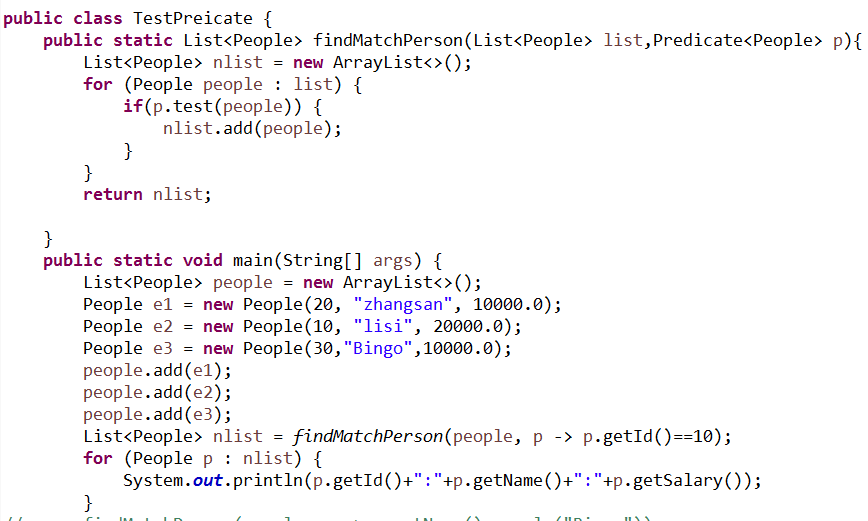 public class TestPreicate {
    public static List<People> findMatchPerson(List<People> list,Predicate<People> p){
        List<People> nlist = new ArrayList<>();
        for (People people : list) {
            if(p.test(people)) {
                nlist.add(people);
            }
        }
        return nlist;

    }
    public static void main(String[] args) {
        List<People> people = new ArrayList<>();
        People e1 = new People(20, "zhangsan", 10000.0);
        People e2 = new People(10, "lisi", 20000.0);
        People e3 = new People(30,"Bingo",10000.0);
        people.add(e1);
        people.add(e2);
        people.add(e3);
        List<People> nlist = findMatchPerson(people, p -> p.getId()==10);
        for (People p : nlist) {
            System.out.println(p.getId()+":"+p.getName()+":"+p.getSalary());
        }